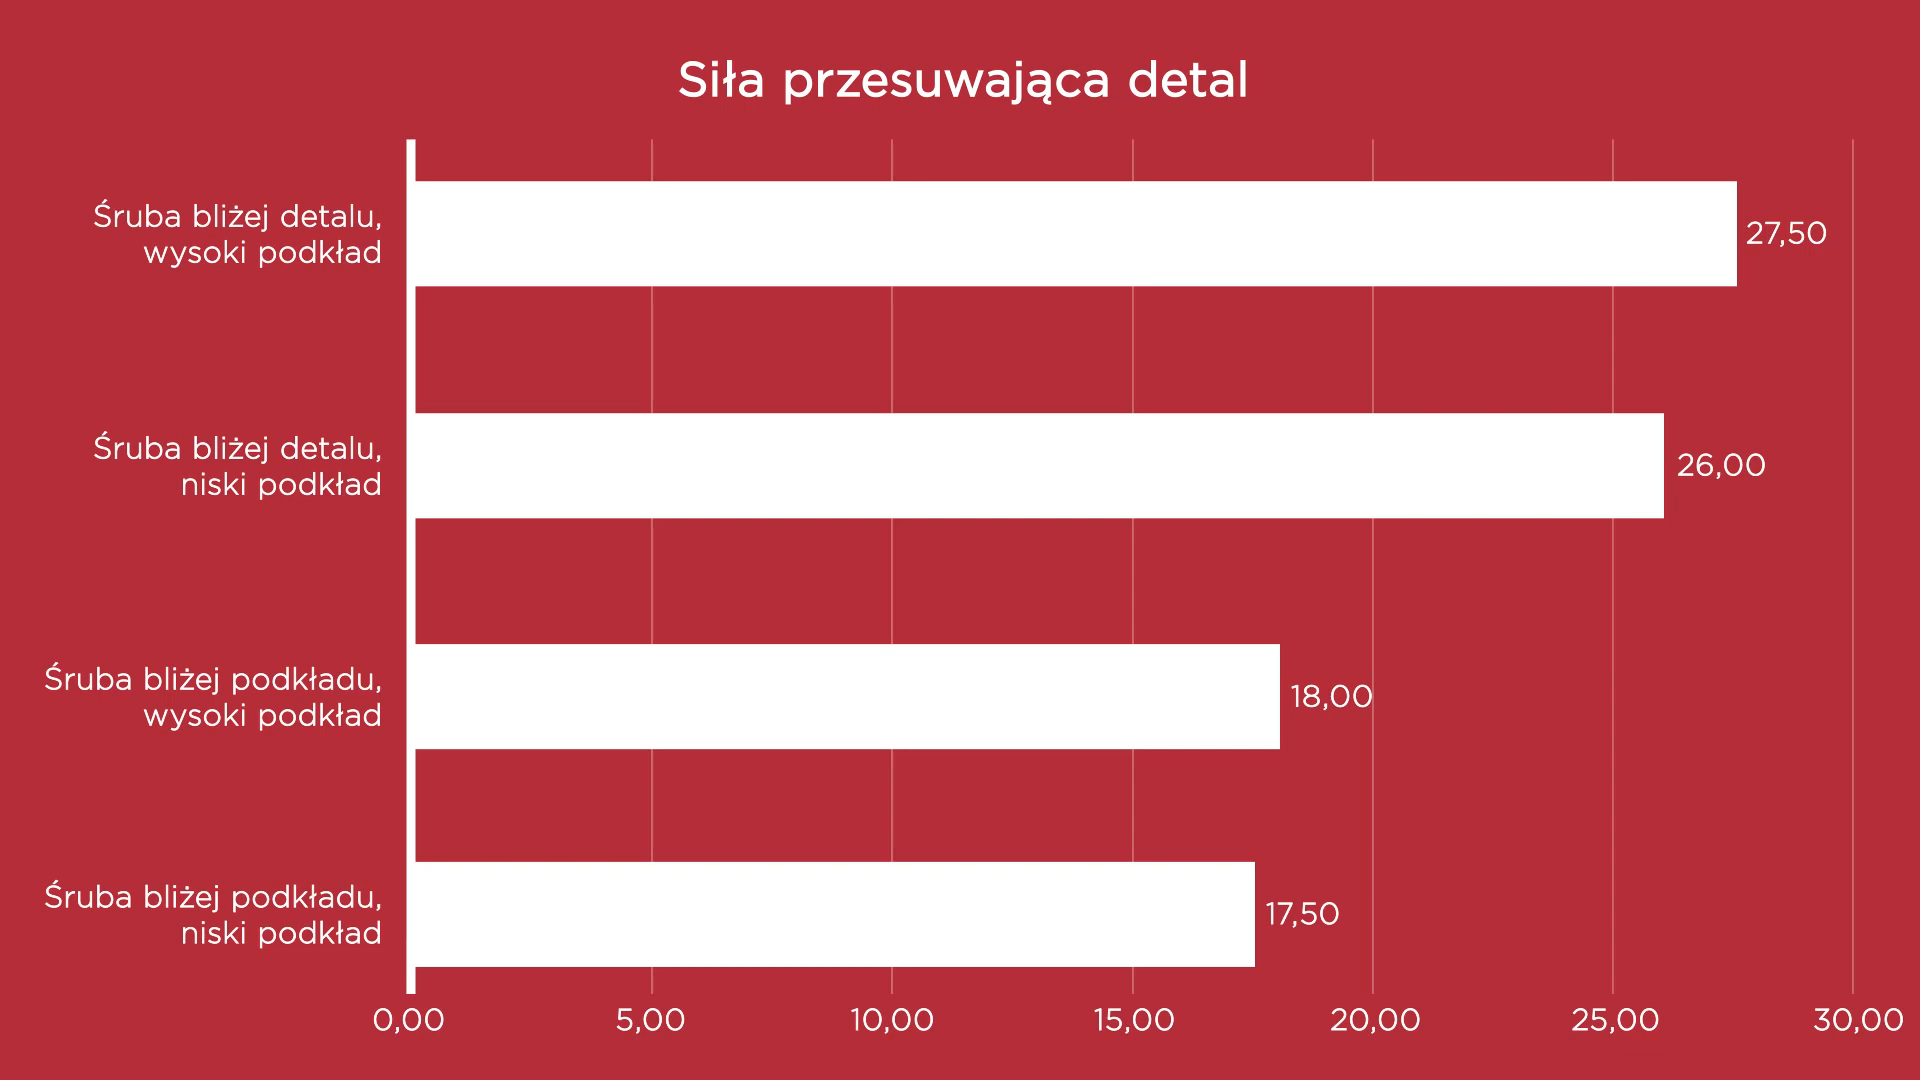 Siła przesuwająca detal
Śruba bliżej detalu,
wysoki podkład
27,50
Śruba bliżej detalu,
niski podkład
26,00
Śruba bliżej podkładu,
wysoki podkład
18,00
Śruba bliżej podkładu,
niski podkład
17,50
0,00 5,00 10,00 15,00 20,00 25,00 30,00